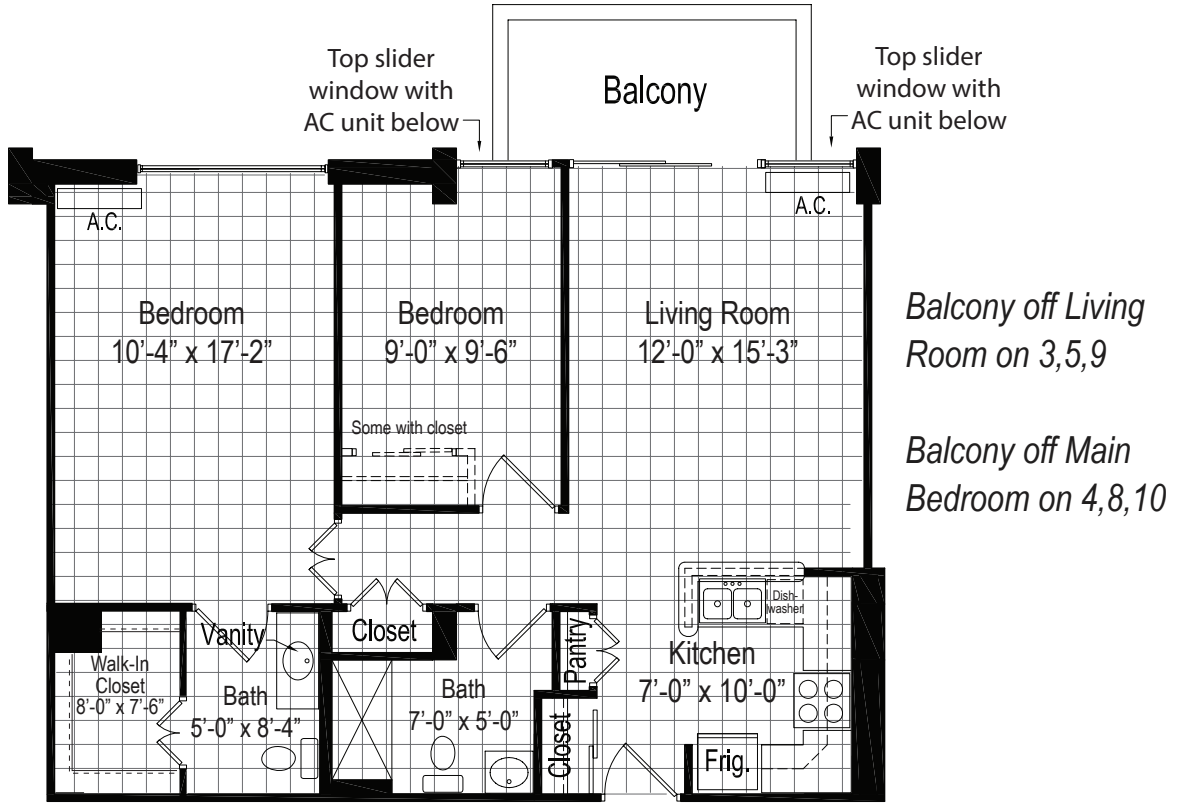 Top slider
window with
AC unit below
Balcony
Top slider
window with
AC unit below
A.C.
A.C.
Bedroom
10’-4” x 17’-2”
Bedroom
9’-0” x 9’-6”
Living Room
12’-0” x 15’-3”
Balcony off Living
Room on 3,5,9
Some with closet
Balcony off Main
Bedroom on 4,8,10
Vanity
Closet
Pantry
Dish-
washer
Kitchen
7’-0” x 10’-0”
Walk-In
Closet
8’-0” x 7’-6”
Bath
5’-0” x 8’-4”
Bath
7’-0” x 5’-0”
Closet
Frig.